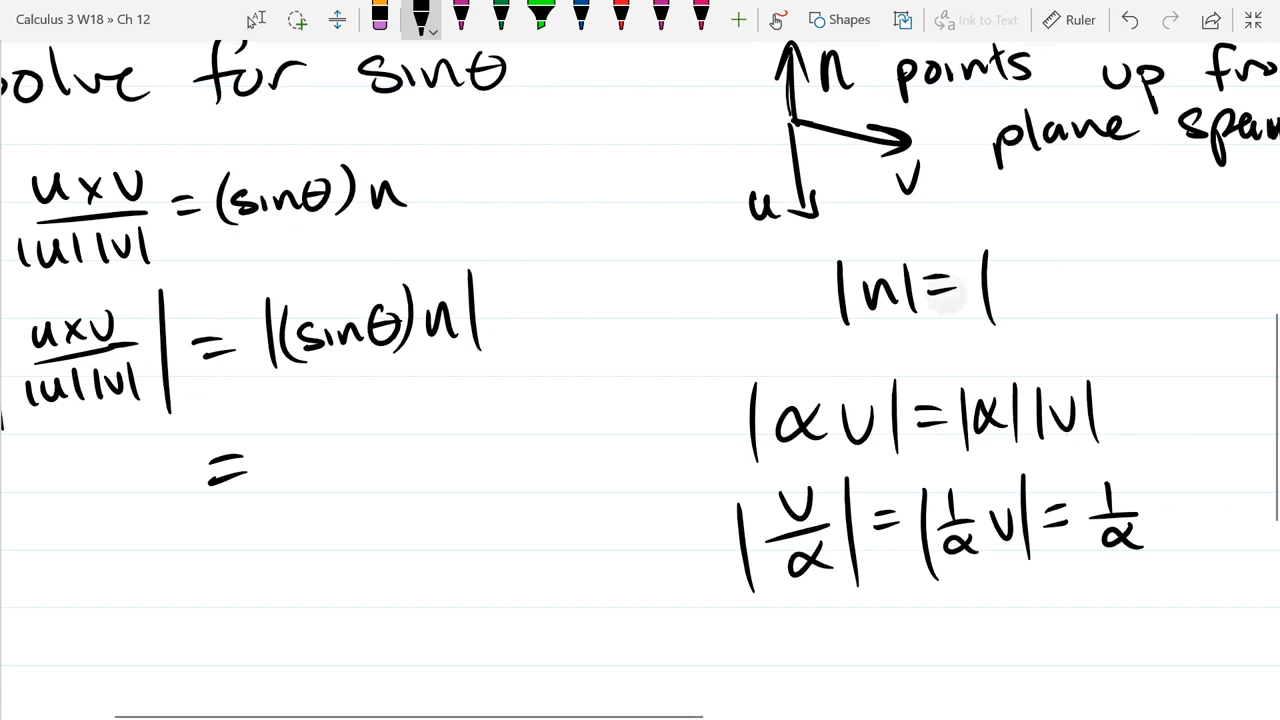 Calculus 3 W18 » Ch 12
Shapes
Ink to Text
Ruler
olve for sinθ
u×v / |u||v| = (sinθ)n
u×v / |u||v| | = |(sinθ)n|
=
n points up fro
plane span
v
u
|n| = |
|αv| = |α||v|
|v/α| = |1/α v| = 1/α